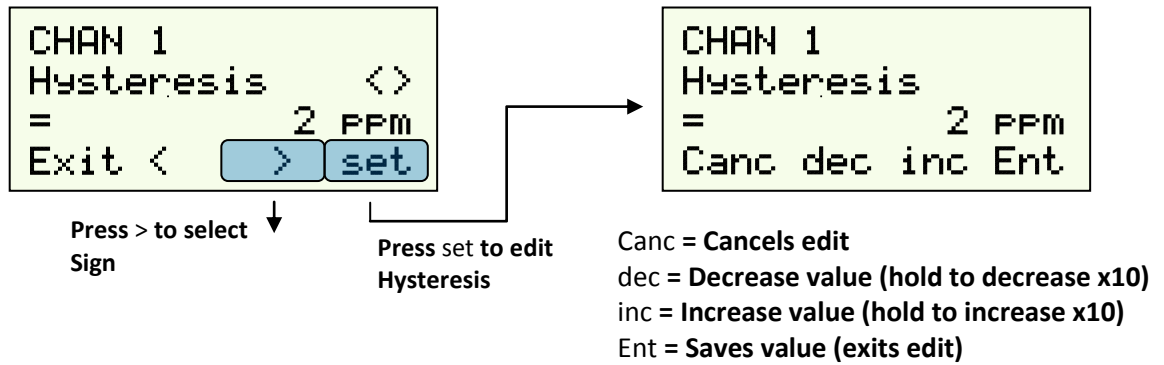 CHAN 1
Hysteresis <>
= 2 ppm
Exit < > set
Press > to select
Sign
Press set to edit
Hysteresis
CHAN 1
Hysteresis
= 2 ppm
Canc dec inc Ent
Canc = Cancels edit
dec = Decrease value (hold to decrease x10)
inc = Increase value (hold to increase x10)
Ent = Saves value (exits edit)